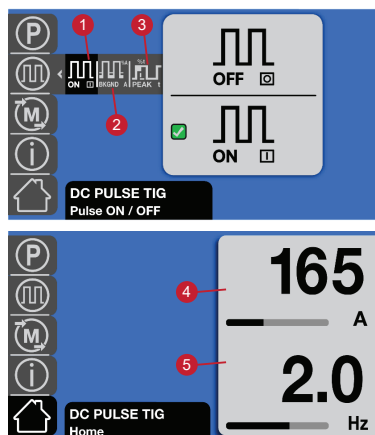 1
3
P
%A
ON
BKGND A
PEAK t
2
OFF
ON
M
i
DC PULSE TIG
Pulse ON / OFF
P
165
4
A
M
5
i
2.0
DC PULSE TIG
Home
Hz